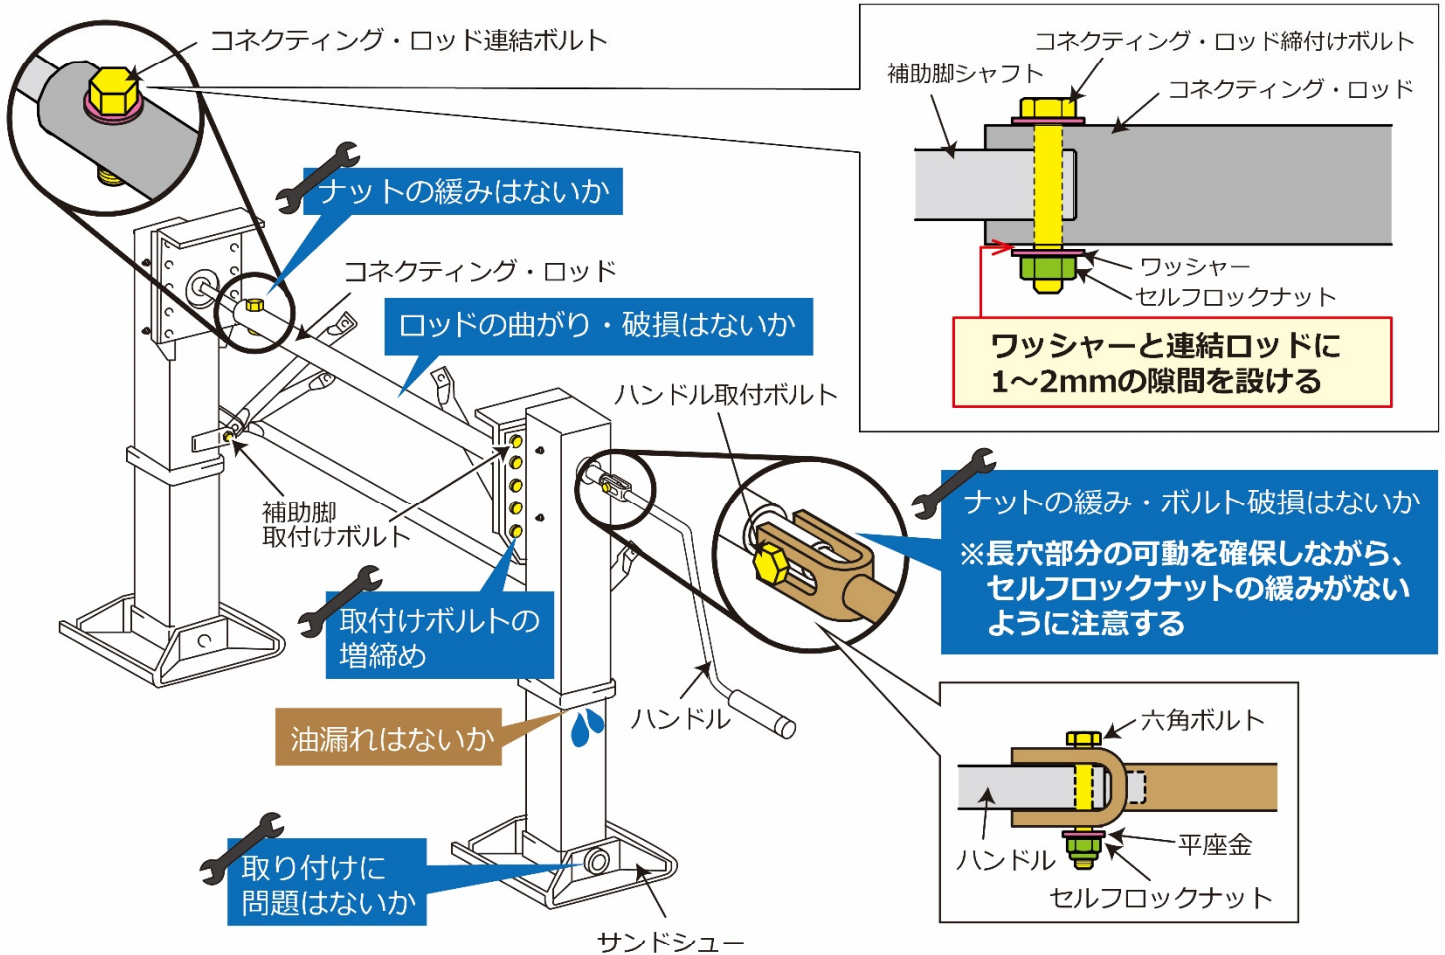 コネクティング・ロッド連結ボルト
コネクティング・ロッド締付けボルト
補助脚シャフト
コネクティング・ロッド
ワッシャー
セルフロックナット
ワッシャーと連結ロッドに
1～2mmの隙間を設ける
ナットの緩みはないか
コネクティング・ロッド
ロッドの曲がり・破損はないか
ハンドル取付ボルト
補助脚
取付けボルト
ナットの緩み・ボルト破損はないか
※長穴部分の可動を確保しながら、
セルフロックナットの緩みがない
ように注意する
取付けボルトの
増締め
油漏れはないか
ハンドル
六角ボルト
ハンドル
平座金
セルフロックナット
取り付けに
問題はないか
サンドシュー